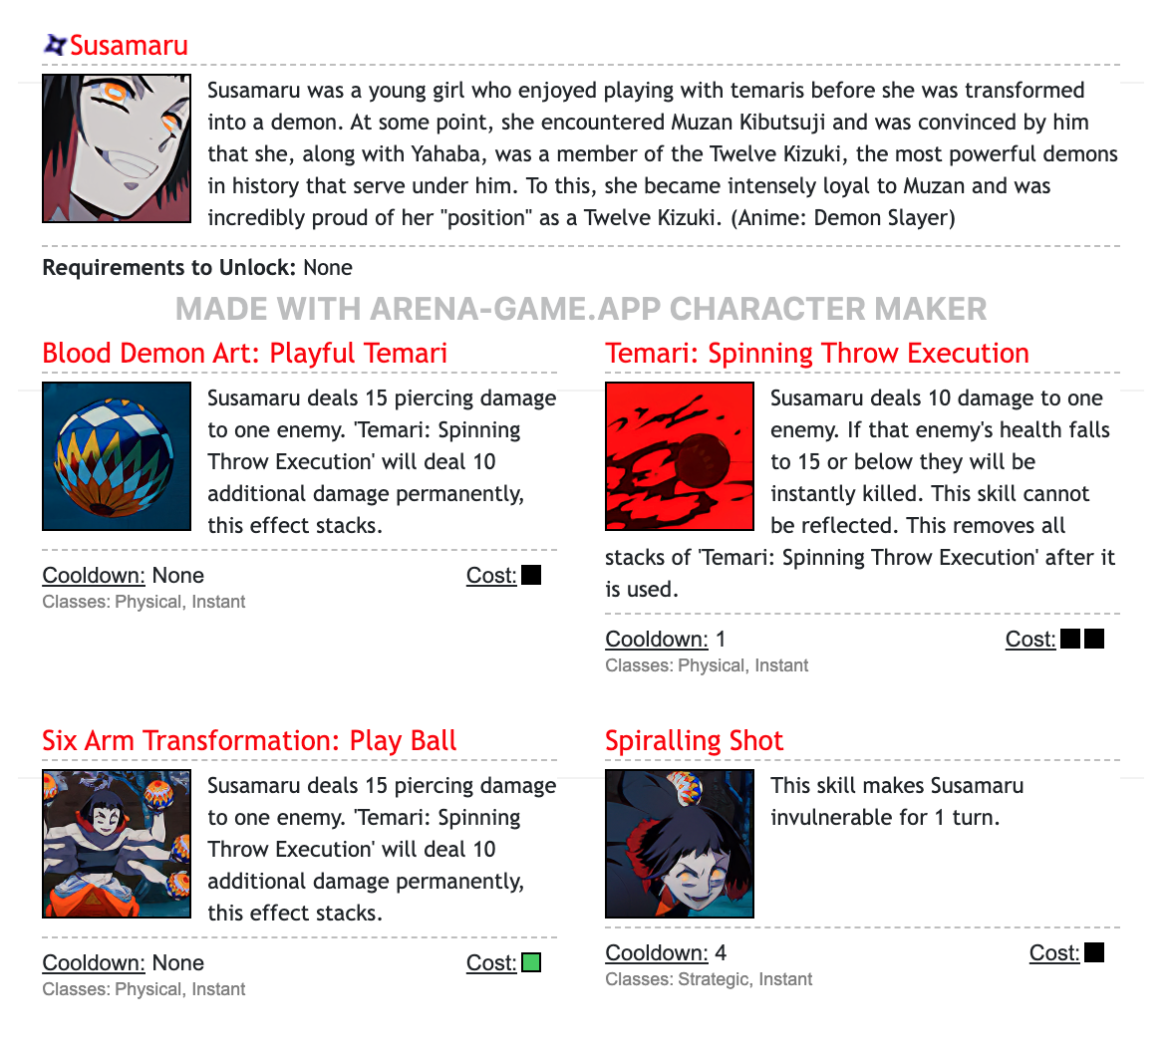 Susamaru
Susamaru was a young girl who enjoyed playing with temaris before she was transformed
into a demon. At some point, she encountered Muzan Kibutsuji and was convinced by him
that she, along with Yahaba, was a member of the Twelve Kizuki, the most powerful demons
in history that serve under him. To this, she became intensely loyal to Muzan and was
incredibly proud of her "position" as a Twelve Kizuki. (Anime: Demon Slayer)
Requirements to Unlock: None
MADE WITH ARENA-GAME.APP CHARACTER MAKER
Blood Demon Art: Playful Temari
Susamaru deals 15 piercing damage
to one enemy. 'Temari: Spinning
Throw Execution' will deal 10
additional damage permanently,
this effect stacks.
Cooldown: None
Cost:
Classes: Physical, Instant
Temari: Spinning Throw Execution
Susamaru deals 10 damage to one
enemy. If that enemy's health falls
to 15 or below they will be
instantly killed. This skill cannot
be reflected. This removes all
stacks of 'Temari: Spinning Throw Execution' after it
is used.
Cooldown: 1
Cost:
Classes: Physical, Instant
Six Arm Transformation: Play Ball
Susamaru deals 15 piercing damage
to one enemy. 'Temari: Spinning
Throw Execution' will deal 10
additional damage permanently,
this effect stacks.
Cooldown: None
Cost:
Classes: Physical, Instant
Spiralling Shot
This skill makes Susamaru
invulnerable for 1 turn.
Cooldown: 4
Cost:
Classes: Strategic, Instant